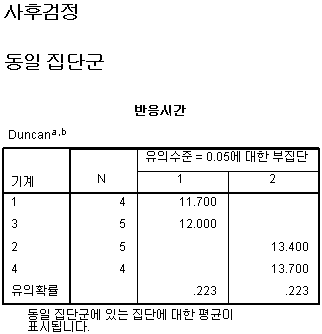 사후검정
동일 집단군
반응시간
Duncanᵃ,ᵇ
기계 N 유의수준 = 0.05에 대한 부집단
1 2
1 4 11.700
3 5 12.000
2 5 13.400
4 4 13.700
유의확률 .223 .223
동일 집단군에 있는 집단에 대한 평균이
표시됩니다.